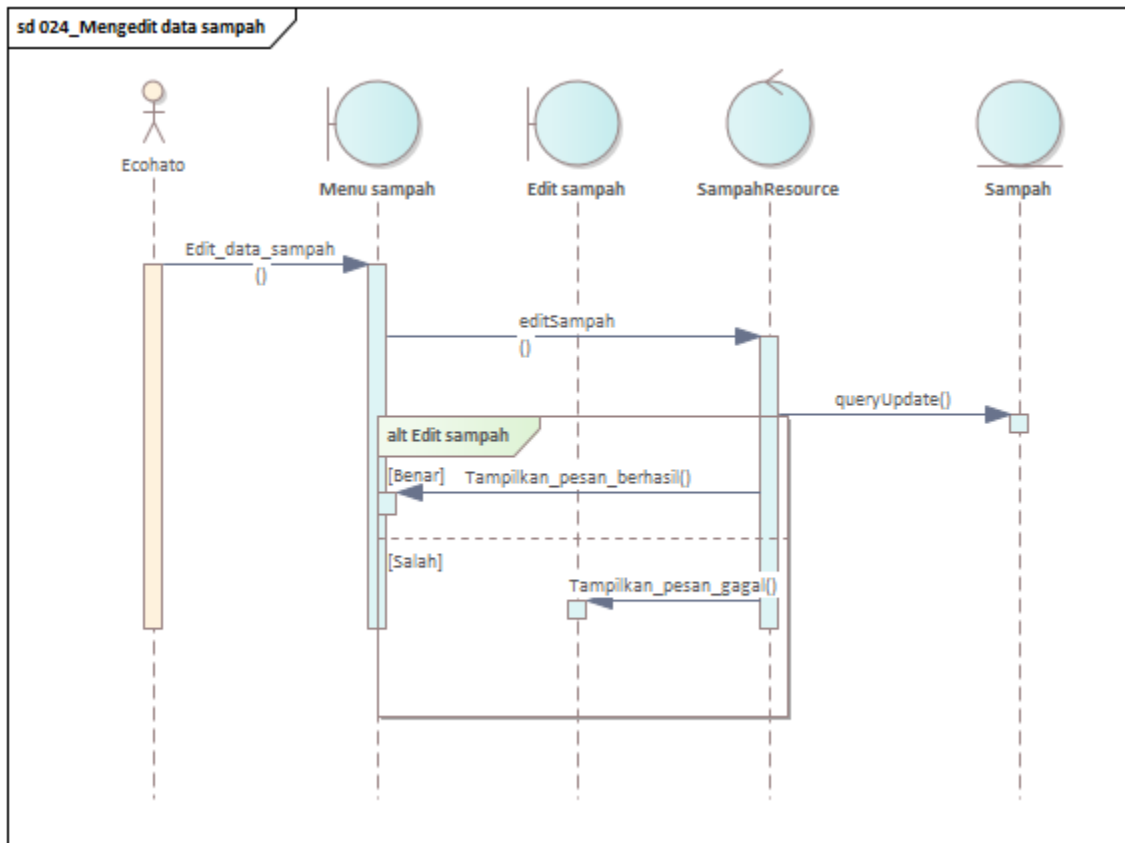 sd 024_Mengedit data sampah
Ecohato
Menu sampah
Edit sampah
SampahResource
Sampah
Edit_data_sampah
()
editSampah
()
queryUpdate()
alt Edit sampah
[Benar]
Tampilkan_pesan_berhasil()
[Salah]
Tampilkan_pesan_gagal()